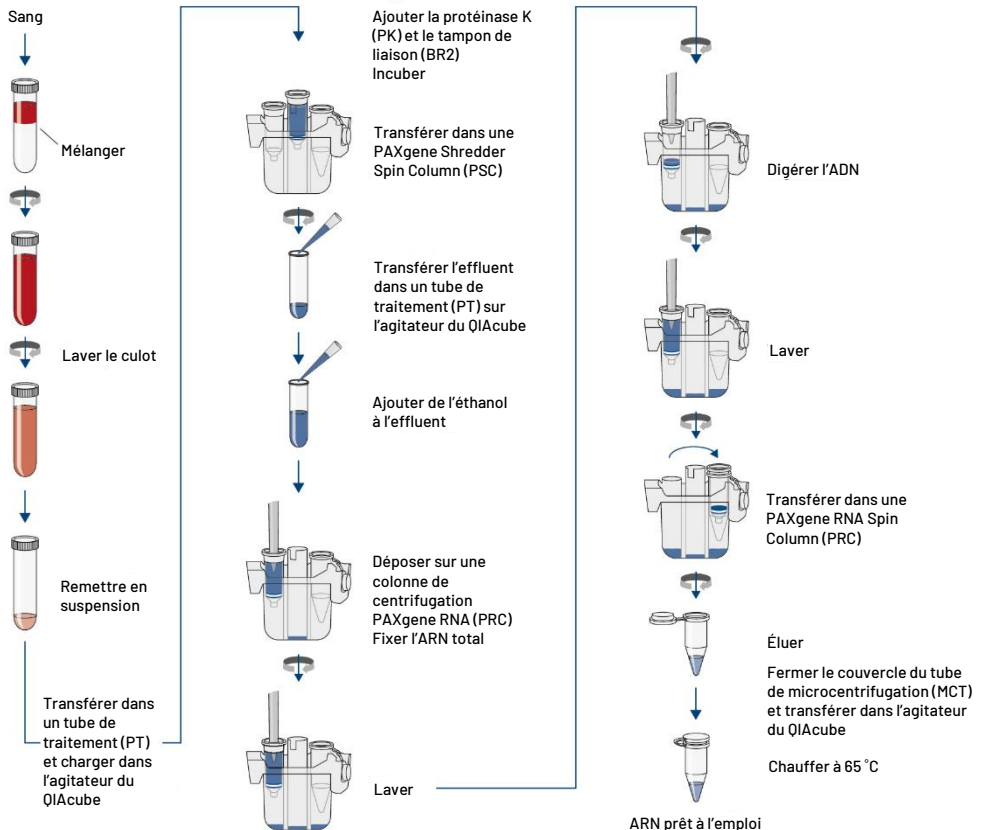 Sang
Mélanger
Laver le culot
Remettre en
suspension
Transférer dans
un tube de
traitement (PT)
et charger dans
l'agitateur du
QIAcube
Ajouter la protéinase K
(PK) et le tampon de
liaison (BR2)
Incuber
Transférer dans une
PAXgene Shredder
Spin Column (PSC)
Transférer l'effluent
dans un tube de
traitement (PT) sur
l'agitateur du QIAcube
Ajouter de l'éthanol
à l'effluent
Déposer sur une
colonne de
centrifugation
PAXgene RNA (PRC)
Fixer l'ARN total
Laver
Digérer l'ADN
Laver
Transférer dans une
PAXgene RNA Spin
Column (PRC)
Éluer
Fermer le couvercle du tube
de microcentrifugation (MCT)
et transférer dans l'agitateur
du QIAcube
Chauffer à 65 °C
ARN prêt à l'emploi